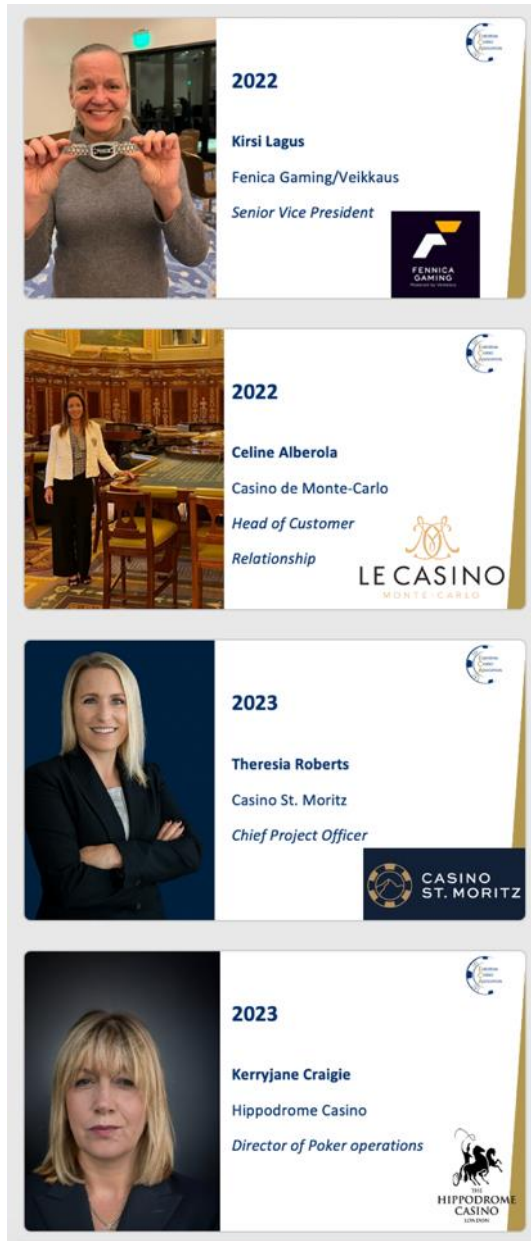 2022
Kirsi Lagus
Fenica Gaming/Veikkaus
Senior Vice President
FENNICA
GAMING
2022
Celine Alberola
Casino de Monte-Carlo
Head of Customer
Relationship
LE CASINO
MONTE-CARLO
2023
Theresia Roberts
Casino St. Moritz
Chief Project Officer
CASINO
ST. MORITZ
2023
Kerryjane Craigie
Hippodrome Casino
Director of Poker operations
THE
HIPPODROME
CASINO
LONDON